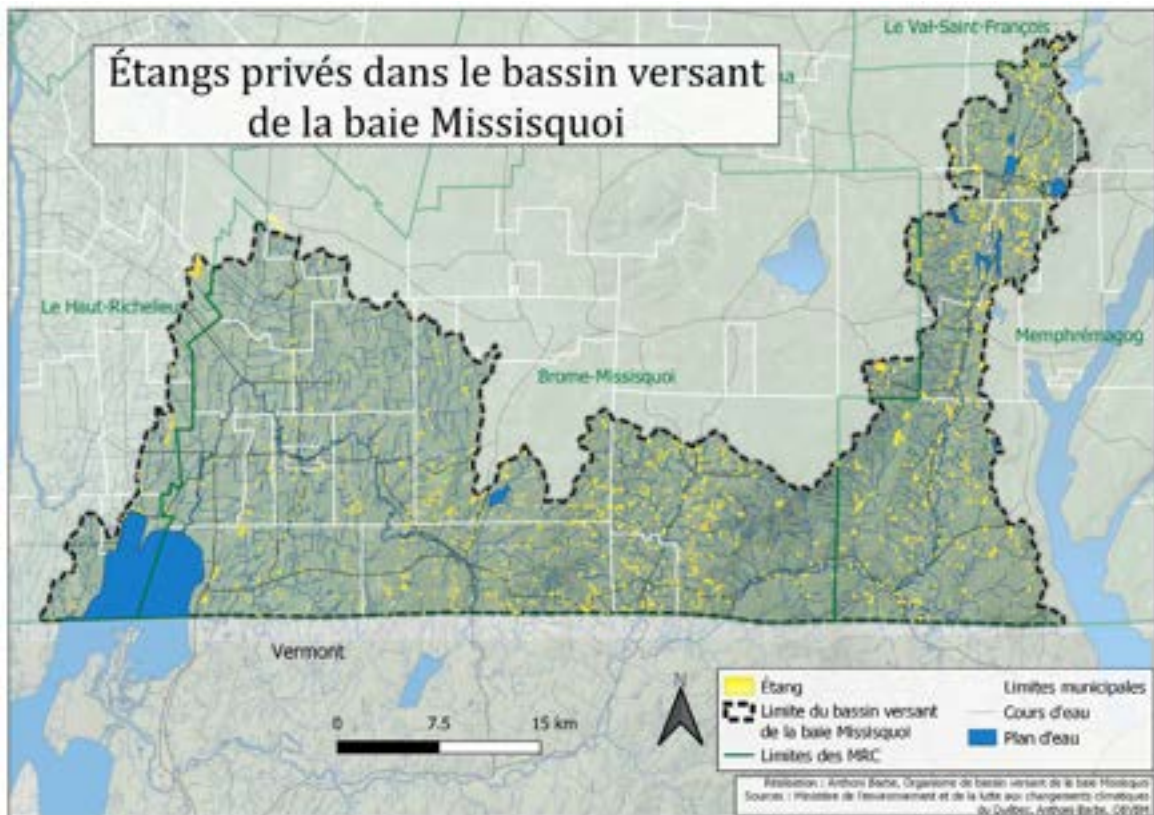 Le Val-Saint-François
Étangs privés dans le bassin versant
de la baie Missisquoi
Le Haut-Richelieu
Memphrémagog
Brome-Missisquoi
Vermont
N
0 7.5 15 km
Étang
Limite du bassin versant
de la baie Missisquoi
Limites des MRC
Limites municipales
Cours d'eau
Plan d'eau
Réalisation : Anthoni Barbe, Organisme de bassin versant de la baie Missisquoi
Sources : Ministère de l'environnement et de la lutte aux changements climatiques
du Québec, Anthoni Barbe, OBVBM